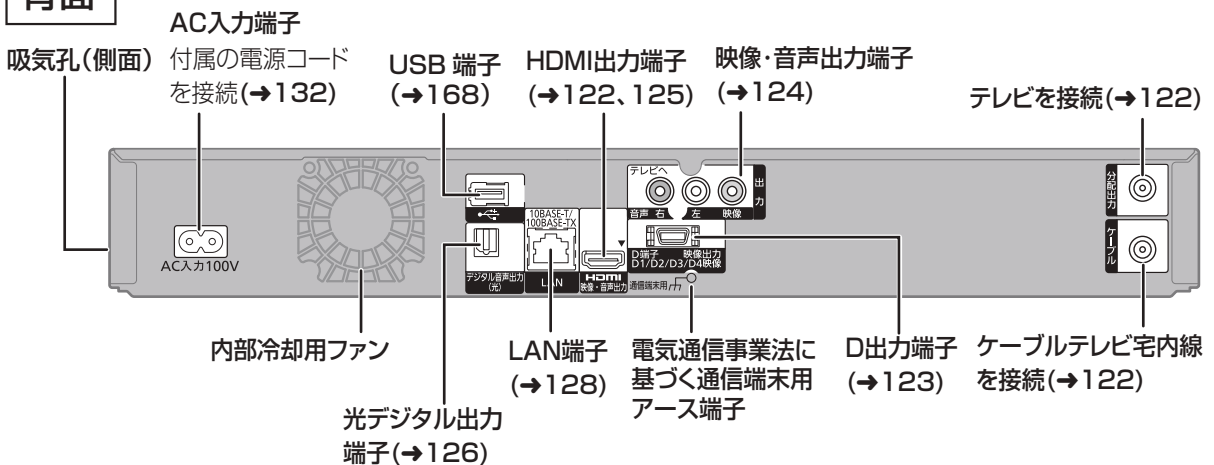 背面
AC入力端子
付属の電源コード
を接続(➔132)
吸気孔(側面)
USB 端子
(➔168)
HDMI出力端子
(➔122、125)
映像・音声出力端子
(➔124)
テレビを接続(➔122)
テレビへ
音声 右
左
映像
出力
分配出力
ケーブル
AC入力100V
10BASE-T/
100BASE-TX
デジタル音声出力
(光)
LAN
HDMI
映像・音声出力
D端子 映像出力
D1/D2/D3/D4映像
通信端末用
内部冷却用ファン
光デジタル出力
端子(➔126)
LAN端子
(➔128)
電気通信事業法に
基づく通信端末用
アース端子
D出力端子
(➔123)
ケーブルテレビ宅内線
を接続(➔122)